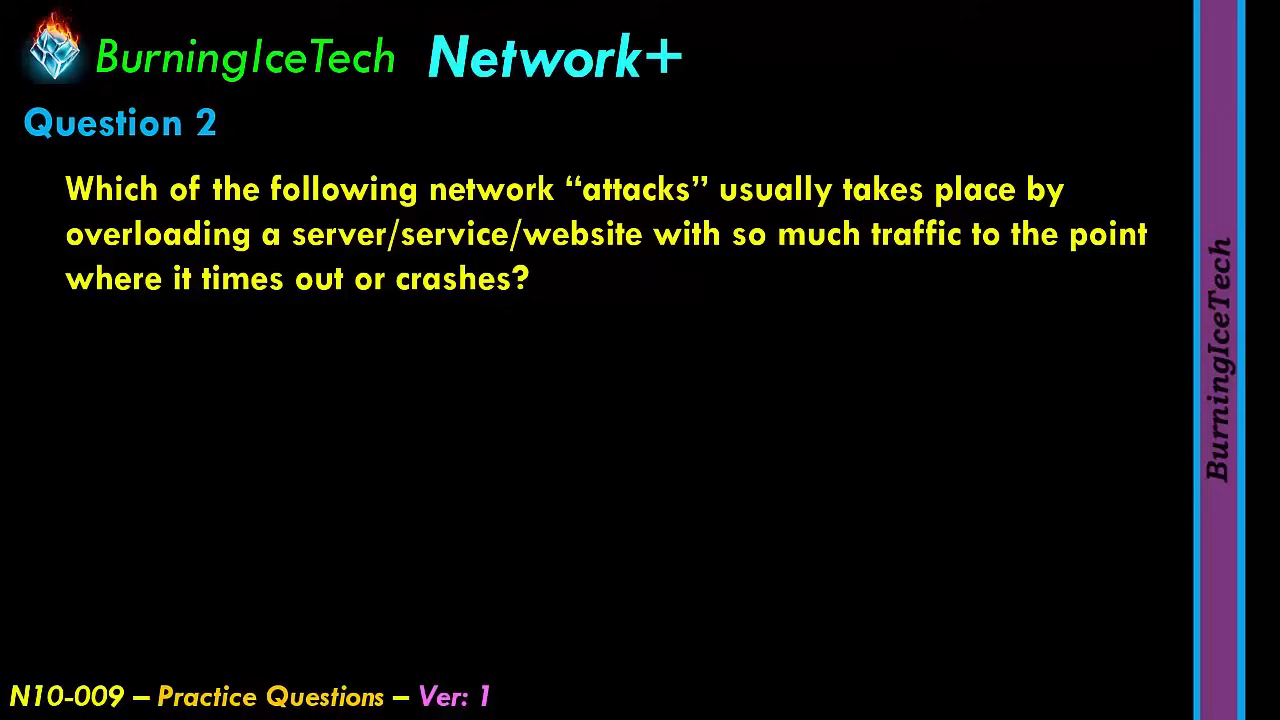 BurningIceTech Network+
Question 2
Which of the following network “attacks” usually takes place by
overloading a server/service/website with so much traffic to the point
where it times out or crashes?
BurningIceTech
N10-009 – Practice Questions – Ver: 1